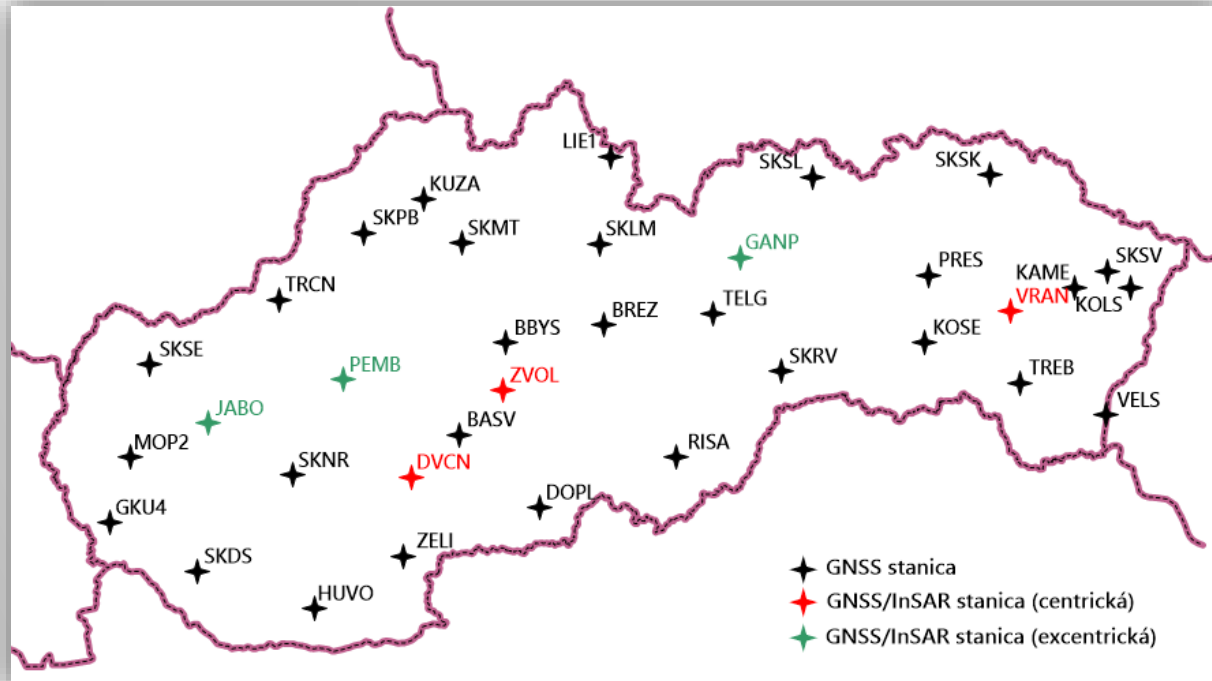 LIE1
SKSL
SKSK
KUZA
SKPB
SKMT
SKLM
GANP
PRES
KAME
SKSV
VRAN
KOLS
TRCN
TELG
BREZ
BBYS
KOSE
SKSE
PEMB
ZVOL
SKRV
TREB
JABO
VELS
BASV
MOP2
RISA
SKNR
DVCN
DOPL
GKU4
ZELI
SKDS
HUVO
GNSS stanica
GNSS/InSAR stanica (centrická)
GNSS/InSAR stanica (excentrická)